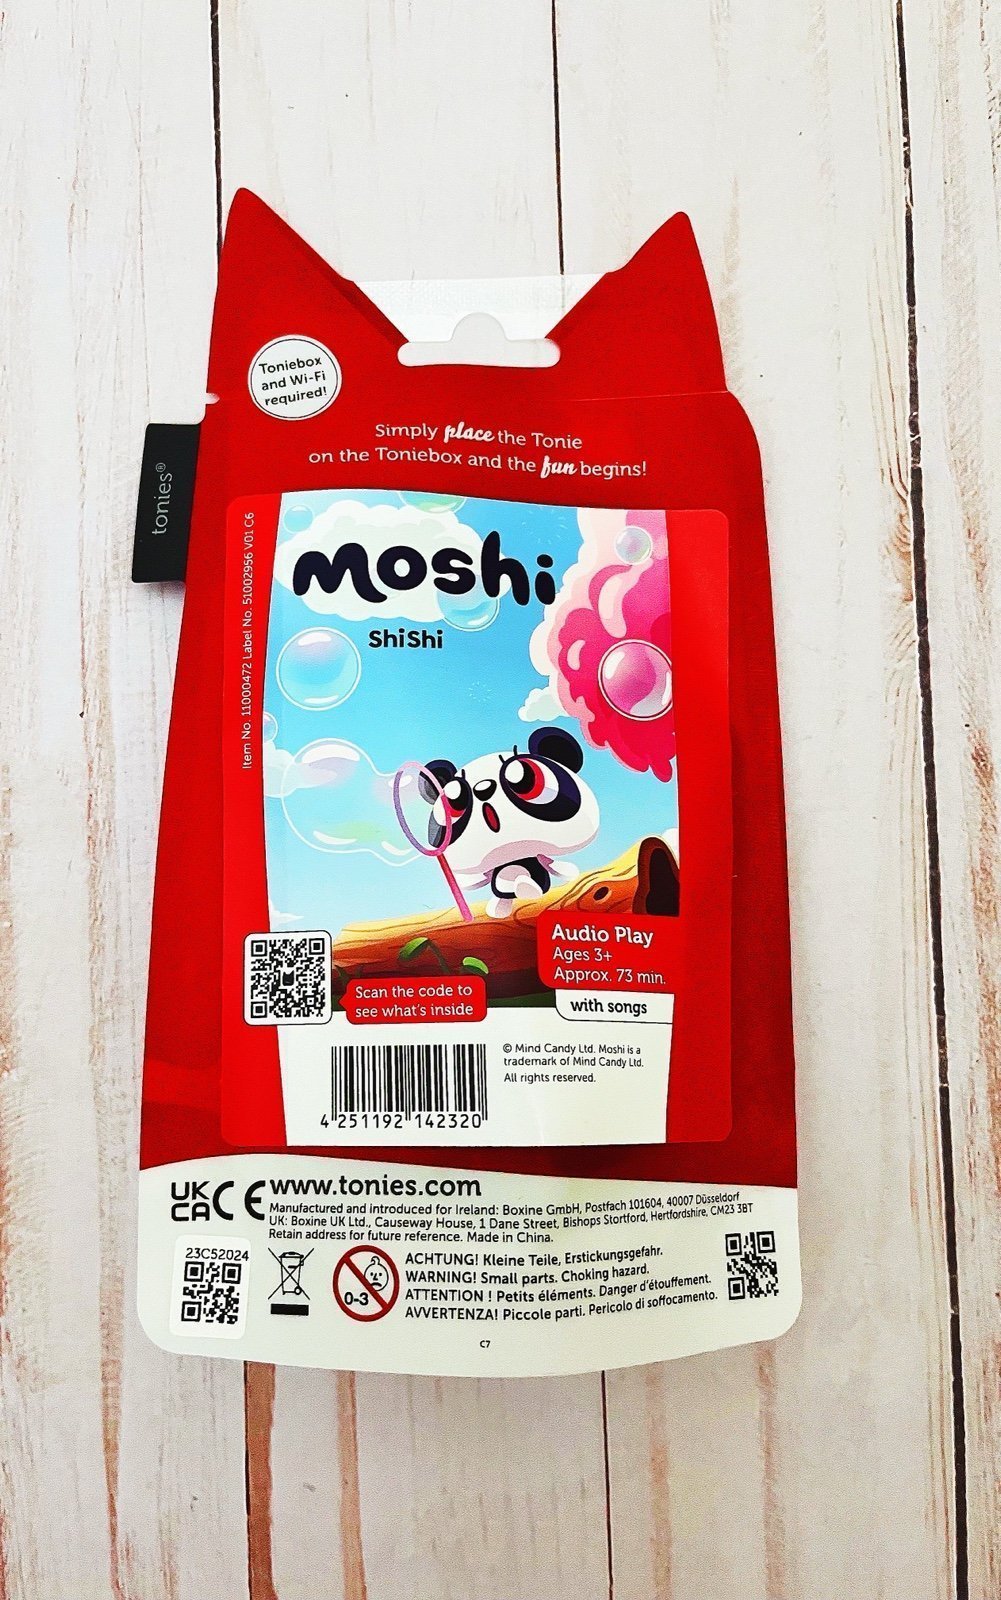 Toniebox
and Wi-Fi
required!
Simply place the Tonie
on the Toniebox and the fun begins!
tonies®
Item No. 11000472 Label No. 51002956 V01 C6
Moshi
ShiShi
Audio Play
Ages 3+
Approx. 73 min.
with songs
Scan the code to
see what's inside
© Mind Candy Ltd. Moshi is a
trademark of Mind Candy Ltd.
All rights reserved.
4 251192 142320
UK
CA
CE
www.tonies.com
Manufactured and introduced for Ireland: Boxine GmbH, Postfach 101604, 40007 Düsseldorf
UK: Boxine UK Ltd., Causeway House, 1 Dane Street, Bishops Stortford, Hertfordshire, CM23 3BT
Retain address for future reference. Made in China.
23C52024
0-3
ACHTUNG! Kleine Teile, Erstickungsgefahr.
WARNING! Small parts. Choking hazard.
ATTENTION ! Petits éléments. Danger d'étouffement.
AVVERTENZA! Piccole parti. Pericolo di soffocamento.
C7